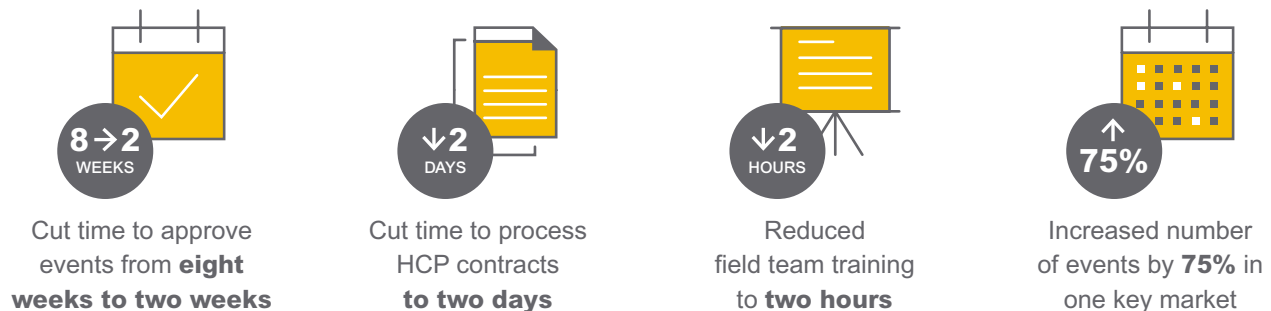 8→2
WEEKS
Cut time to approve
events from eight
weeks to two weeks
↓2
DAYS
Cut time to process
HCP contracts
to two days
↓2
HOURS
Reduced
field team training
to two hours
↑
75%
Increased number
of events by 75% in
one key market